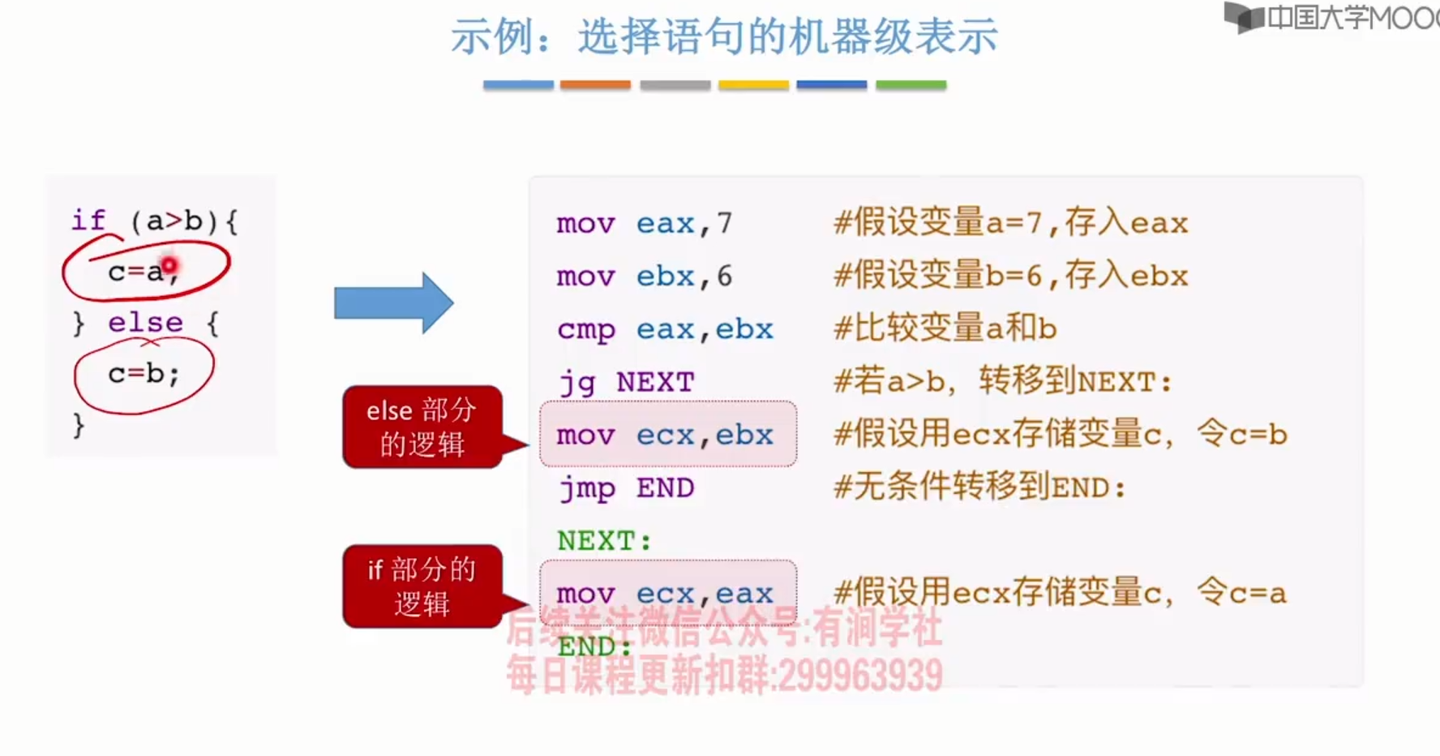 示例：选择语句的机器级表示
中国大学MOOC
if (a>b){
c=a;
} else {
c=b;
}
mov eax,7 #假设变量a=7,存入eax
mov ebx,6 #假设变量b=6,存入ebx
cmp eax,ebx #比较变量a和b
jg NEXT #若a>b，转移到NEXT:
else 部分
的逻辑
mov ecx,ebx #假设用ecx存储变量c，令c=b
jmp END #无条件转移到END:
NEXT:
if 部分的
逻辑
mov ecx,eax #假设用ecx存储变量c，令c=a
END:
后续关注微信公众号:有涧学社
每日课程更新扣群:299963939